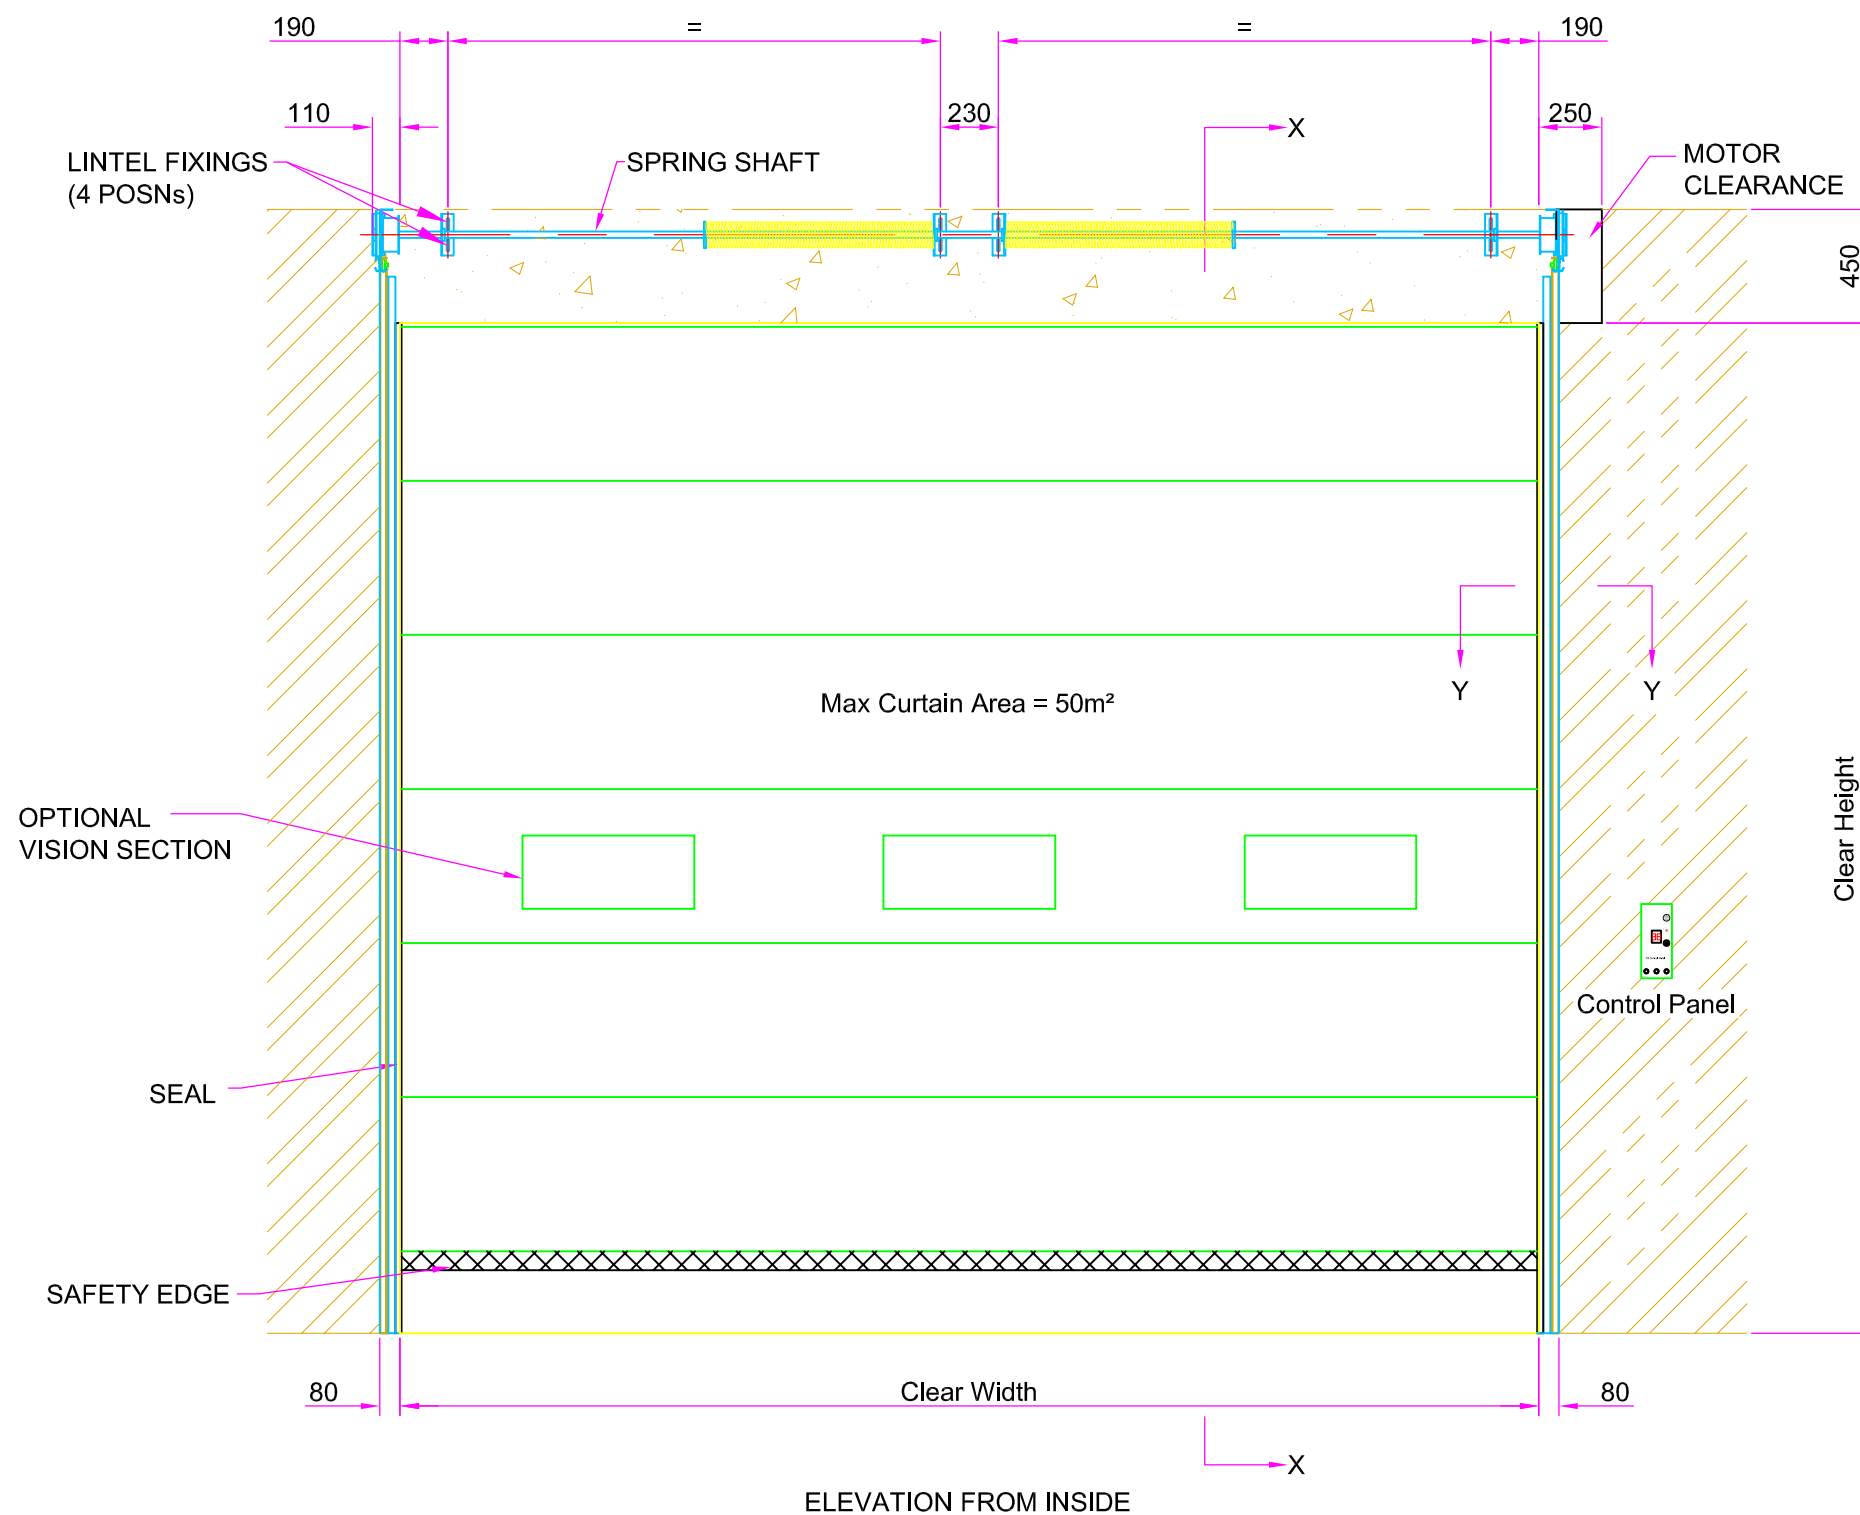 190
=
=
190
110
230
X
250
LINTEL FIXINGS
(4 POSNs)
SPRING SHAFT
MOTOR
CLEARANCE
450
Y
Y
Max Curtain Area = 50m²
Clear Height
OPTIONAL
VISION SECTION
Control Panel
SEAL
SAFETY EDGE
80
Clear Width
80
X
ELEVATION FROM INSIDE